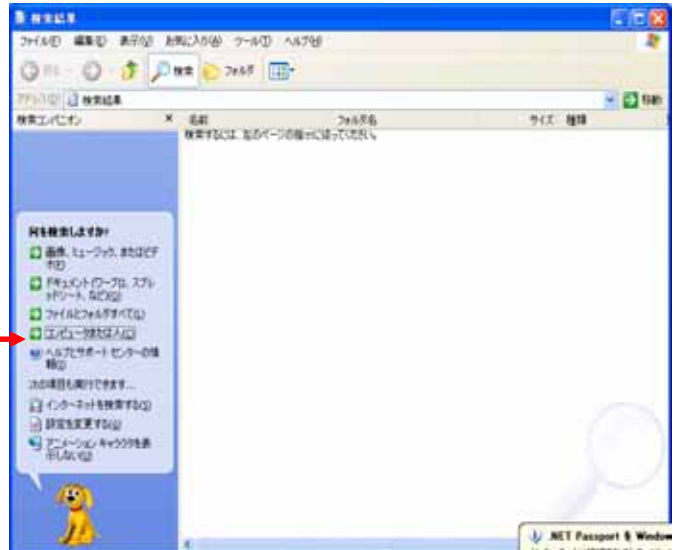 検索結果
ファイル(F) 編集(E) 表示(V) お気に入り(A) ツール(T) ヘルプ(H)
戻る 検索 フォルダ
アドレス(D) 検索結果 移動
検索コンパニオン × 名前 フォルダ名 サイズ 種類
検索するには、左のページの指示に従ってください。
何を検索しますか?
画像、ミュージック、またはビデ
オ(P)
ドキュメント (ワープロ、スプレ
ッドシート、など)(O)
ファイルとフォルダすべて(L)
コンピュータまたは人(C)
ヘルプとサポート センターの情
報(I)
次の項目も実行できます...
インターネットを検索する(S)
設定を変更する(G)
アニメーション キャラクタを表
示しない(U)
.NET Passport を Window